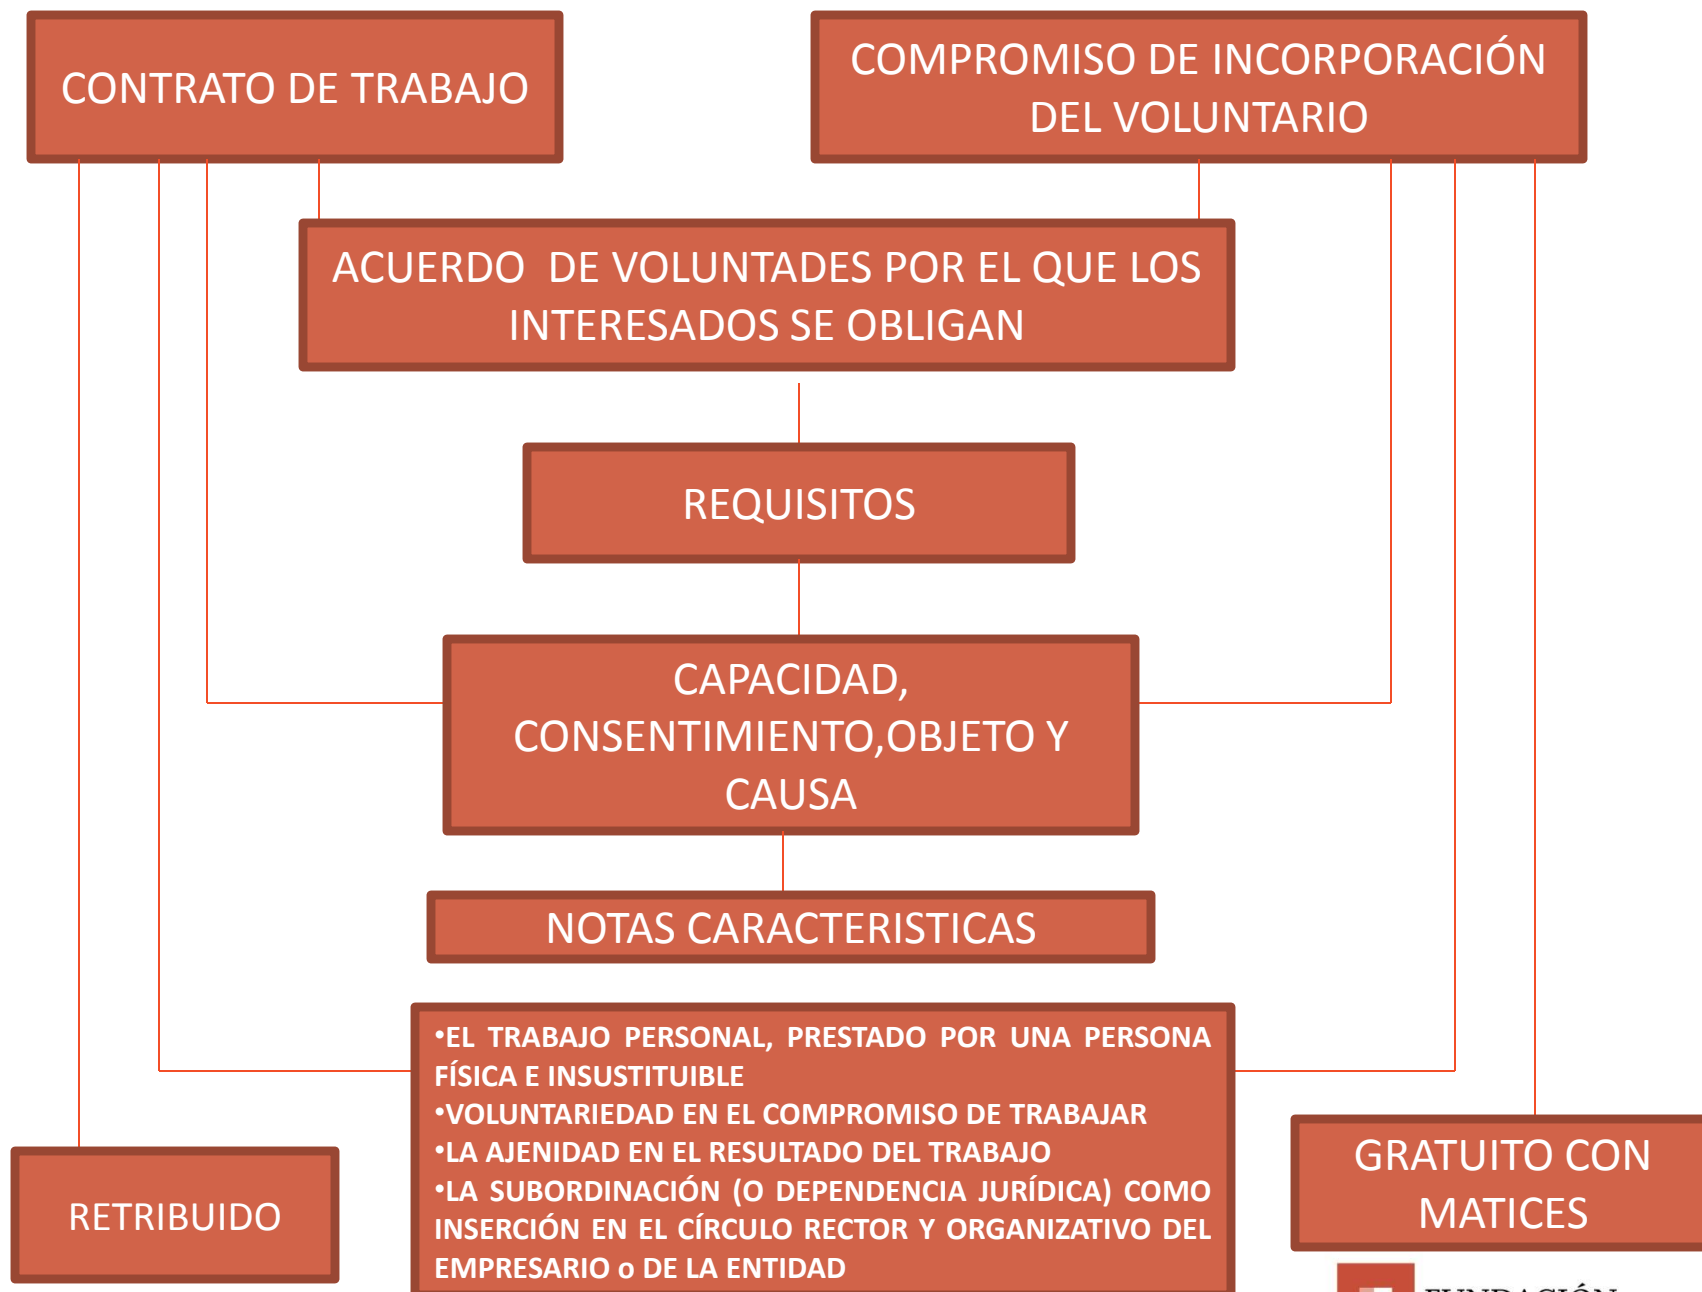 CONTRATO DE TRABAJO
COMPROMISO DE INCORPORACIÓN
DEL VOLUNTARIO
ACUERDO DE VOLUNTADES POR EL QUE LOS
INTERESADOS SE OBLIGAN
REQUISITOS
CAPACIDAD,
CONSENTIMIENTO,OBJETO Y
CAUSA
NOTAS CARACTERISTICAS
•EL TRABAJO PERSONAL, PRESTADO POR UNA PERSONA
FÍSICA E INSUSTITUIBLE
•VOLUNTARIEDAD EN EL COMPROMISO DE TRABAJAR
•LA AJENIDAD EN EL RESULTADO DEL TRABAJO
•LA SUBORDINACIÓN (O DEPENDENCIA JURÍDICA) COMO
INSERCIÓN EN EL CÍRCULO RECTOR Y ORGANIZATIVO DEL
EMPRESARIO o DE LA ENTIDAD
RETRIBUIDO
GRATUITO CON
MATICES
FUNDACIÓN